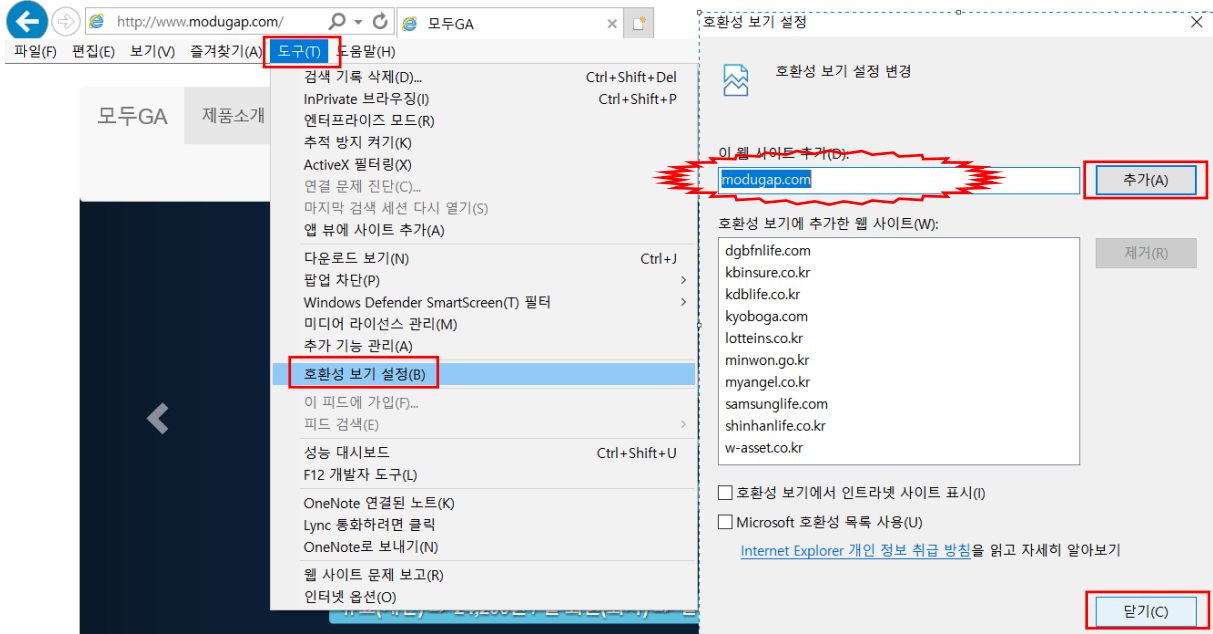 http://www.modugap.com/
모두GA
파일(F) 편집(E) 보기(V) 즐겨찾기(A) 도구(T) 도움말(H)
모두GA 제품소개
검색 기록 삭제(D)... Ctrl+Shift+Del
InPrivate 브라우징(I) Ctrl+Shift+P
엔터프라이즈 모드(R)
추적 방지 켜기(K)
ActiveX 필터링(X)
연결 문제 진단(C)...
마지막 검색 세션 다시 열기(S)
앱 뷰에 사이트 추가(A)
다운로드 보기(N) Ctrl+J
팝업 차단(P)
Windows Defender SmartScreen(T) 필터
미디어 라이선스 관리(M)
추가 기능 관리(A)
호환성 보기 설정(B)
이 피드에 가입(F)...
피드 검색(E)
성능 대시보드 Ctrl+Shift+U
F12 개발자 도구(L)
OneNote 연결된 노트(K)
Lync 통화하려면 클릭
OneNote로 보내기(N)
웹 사이트 문제 보고(R)
인터넷 옵션(O)
호환성 보기 설정
호환성 보기 설정 변경
이 웹 사이트 추가(D):
modugap.com 추가(A)
호환성 보기에 추가한 웹 사이트(W):
dgbfnlife.com 제거(R)
kbinsure.co.kr
kdblife.co.kr
kyoboga.com
lotteins.co.kr
minwon.go.kr
myangel.co.kr
samsunglife.com
shinhanlife.co.kr
w-asset.co.kr
호환성 보기에서 인트라넷 사이트 표시(I)
Microsoft 호환성 목록 사용(U)
Internet Explorer 개인 정보 취급 방침을 읽고 자세히 알아보기
닫기(C)